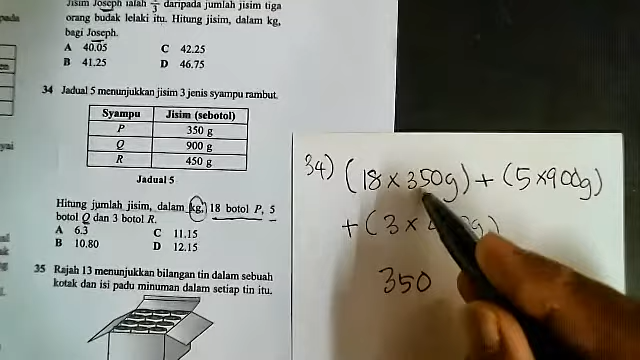 Jisim Joseph ialah daripada jumlah jisim tiga
orang budak lelaki itu. Hitung jisim, dalam kg,
bagi Joseph.
A 40.05 C 42.25
B 41.25 D 46.75
34 Jadual 5 menunjukkan jisim 3 jenis syampu rambut.
Syampu Jisim (sebotol)
P 350 g
Q 900 g
R 450 g
Jadual 5
Hitung jumlah jisim, dalam kg, 18 botol P, 5
botol Q dan 3 botol R.
A 6.3 C 11.15
B 10.80 D 12.15
35 Rajah 13 menunjukkan bilangan tin dalam sebuah
kotak dan isi padu minuman dalam setiap tin itu.
34) (18 × 350g) + (5 × 900g)
+ (3 × g)
350